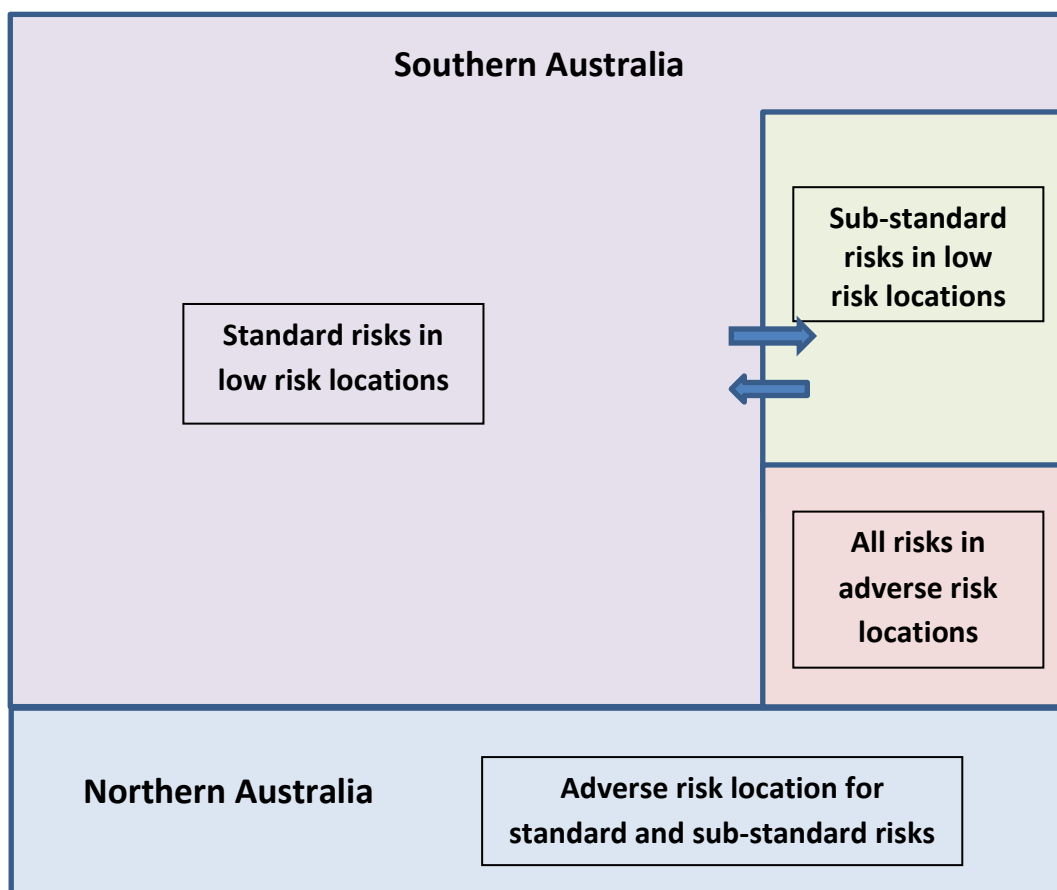 Southern Australia
Sub-standard
risks in low
risk locations
Standard risks in
low risk locations
All risks in
adverse risk
locations
Northern Australia
Adverse risk location for
standard and sub-standard risks